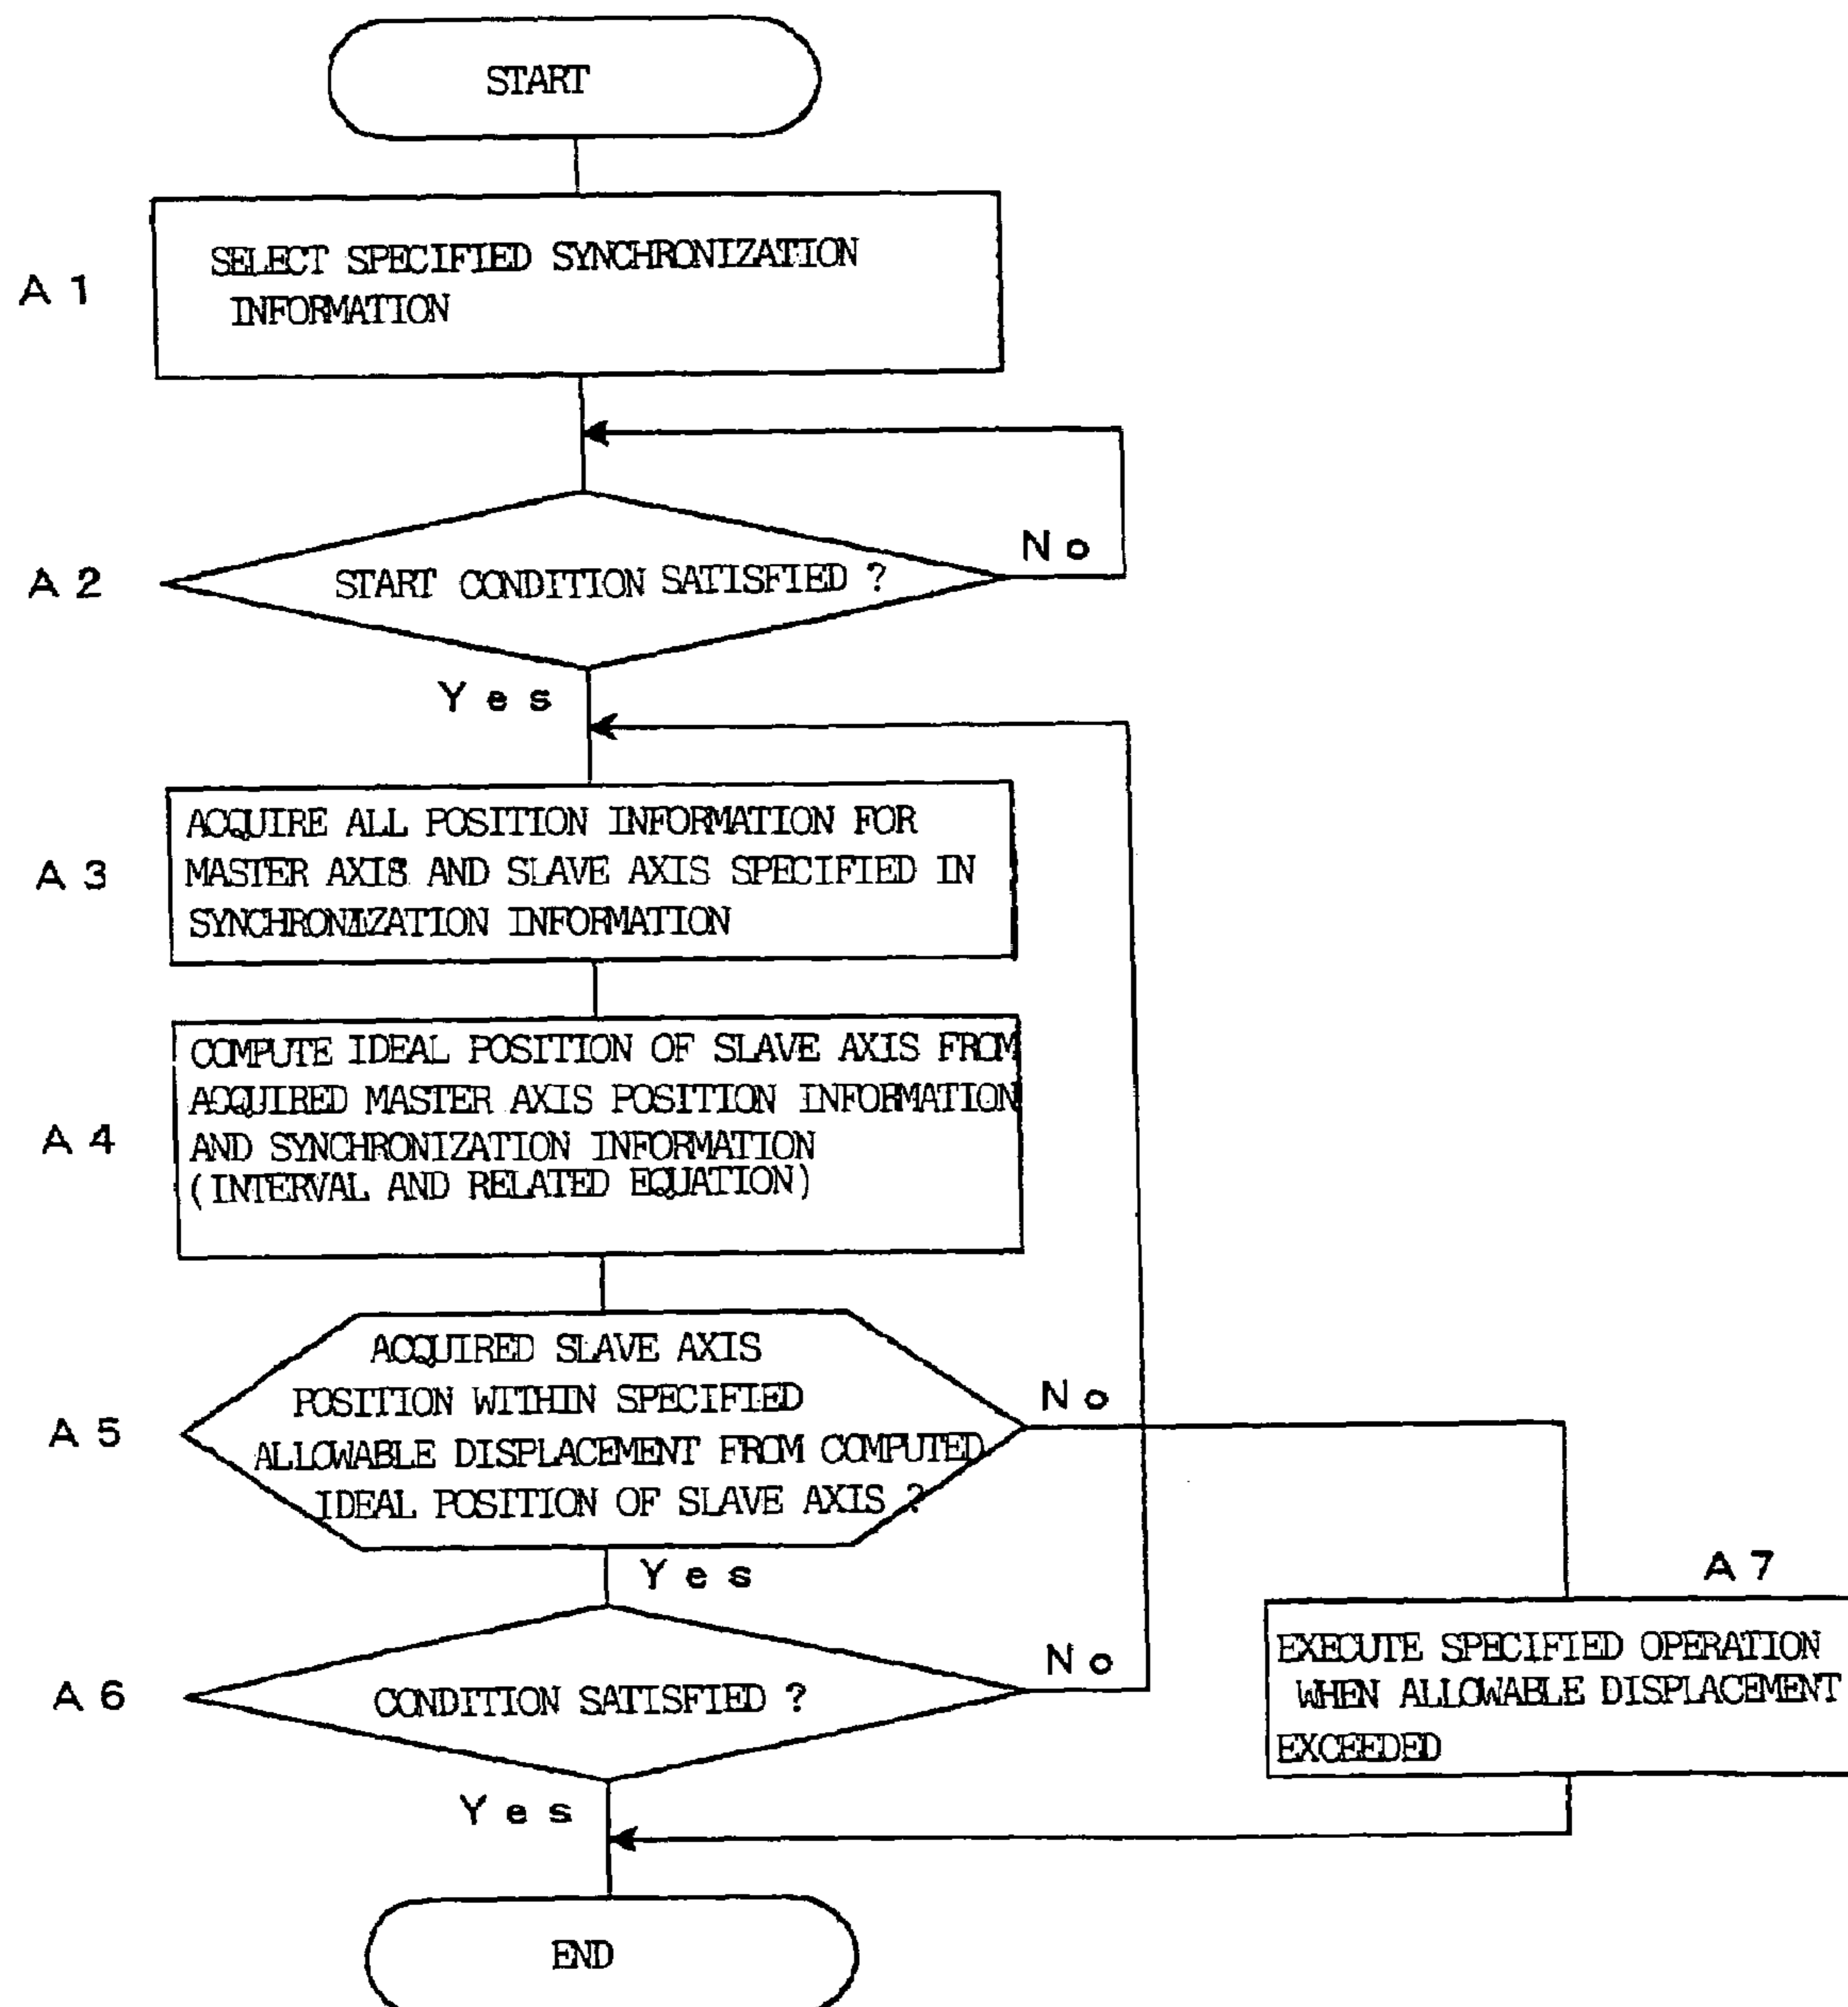 START
A 1
SELECT SPECIFIED SYNCHRONIZATION
INFORMATION
A 2
START CONDITION SATISFIED ?
No
Yes
A 3
ACQUIRE ALL POSITION INFORMATION FOR
MASTER AXIS AND SLAVE AXIS SPECIFIED IN
SYNCHRONIZATION INFORMATION
A 4
COMPUTE IDEAL POSITION OF SLAVE AXIS FROM
ACQUIRED MASTER AXIS POSITION INFORMATION
AND SYNCHRONIZATION INFORMATION
(INTERVAL AND RELATED EQUATION)
A 5
ACQUIRED SLAVE AXIS
POSITION WITHIN SPECIFIED
ALLOWABLE DISPLACEMENT FROM COMPUTED
IDEAL POSITION OF SLAVE AXIS ?
No
Yes
A 6
CONDITION SATISFIED ?
No
Yes
A 7
EXECUTE SPECIFIED OPERATION
WHEN ALLOWABLE DISPLACEMENT
EXCEEDED
END